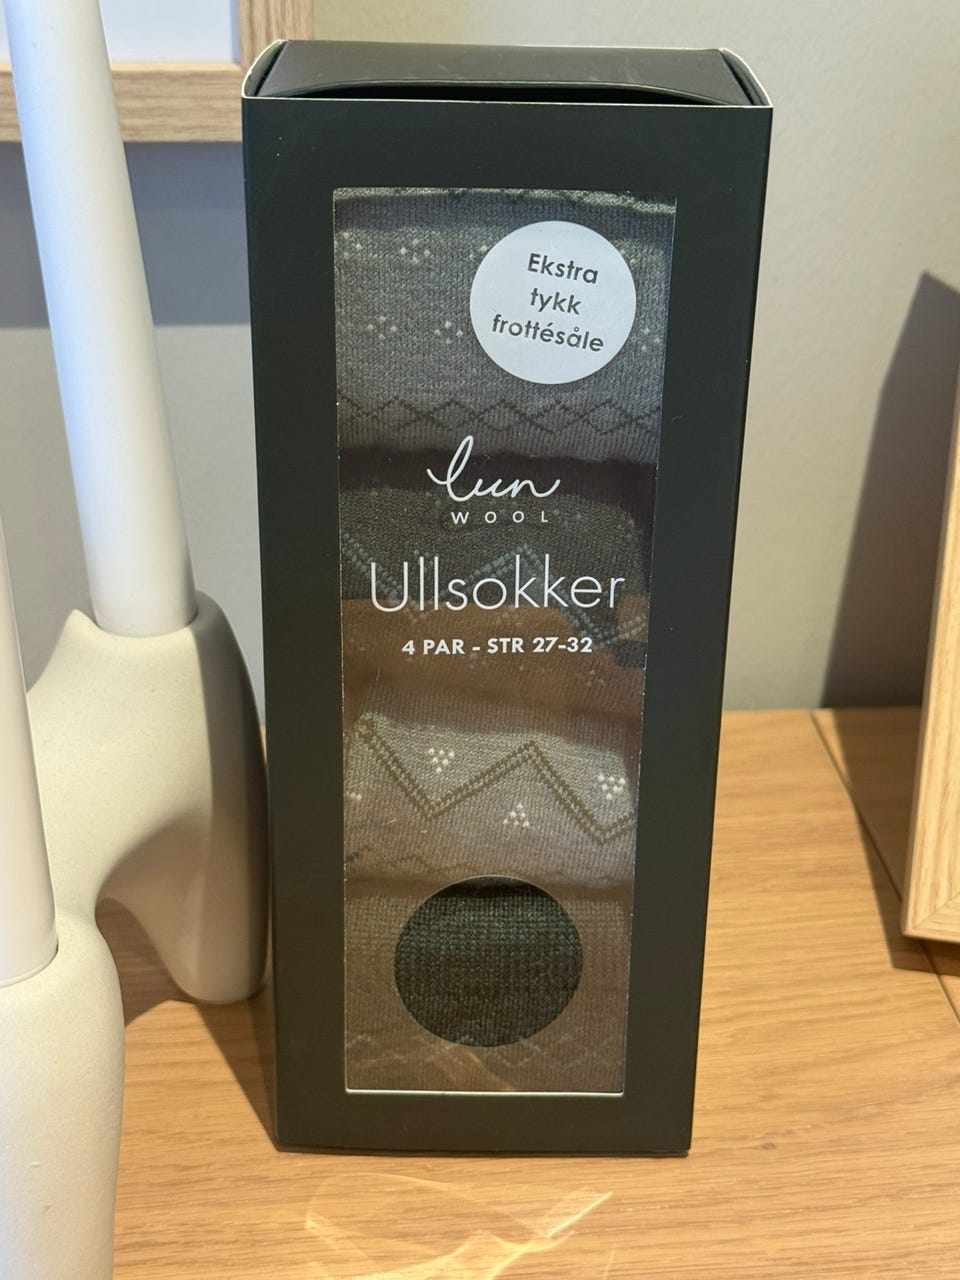 Ekstra
tykk
frottésåle
lun
WOOL
Ullsokker
4 PAR - STR 27-32